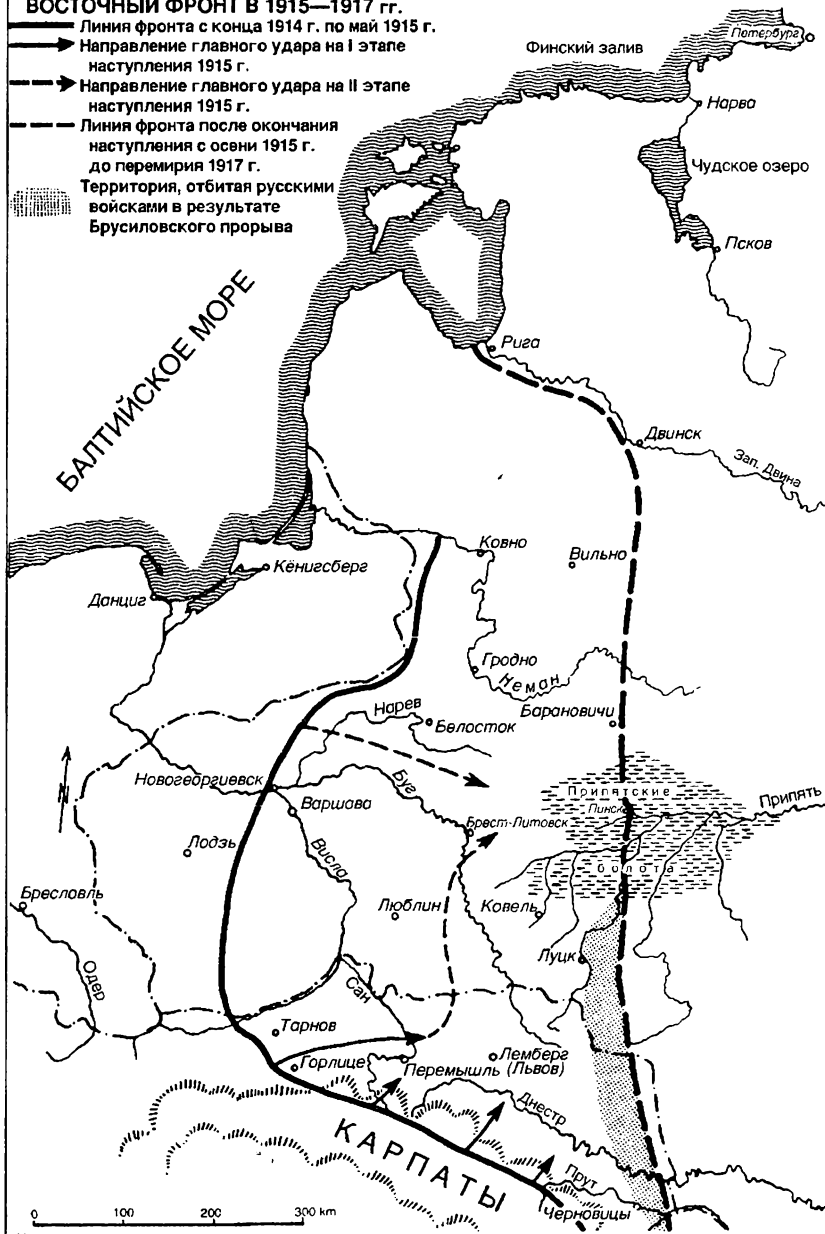 ВОСТОЧНЫЙ ФРОНТ В 1915—1917 гг.
Линия фронта с конца 1914 г. по май 1915 г.
Направление главного удара на I этапе
наступления 1915 г.
Направление главного удара на II этапе
наступления 1915 г.
Линия фронта после окончания
наступления с осени 1915 г.
до перемирия 1917 г.
Территория, отбитая русскими
войсками в результате
Брусиловского прорыва
Финский залив
Петербург
Нарва
Чудское озеро
Псков
БАЛТИЙСКОЕ МОРЕ
Рига
Двинск
Зап. Двина
Ковно
Вильно
Кёнигсберг
Данциг
Гродно
Неман
Нарев
Белосток
Барановичи
Новогеоргиевск
Варшава
Буг
Припятские
Пинск
Припять
болота
Брест-Литовск
Лодзь
Висла
Бресловль
Люблин
Ковель
Одер
Луцк
Сан
Тарнов
Горлице
Перемышль
Лемберг
(Львов)
Днестр
КАРПАТЫ
Прут
Черновицы
N
0 100 200 300 km